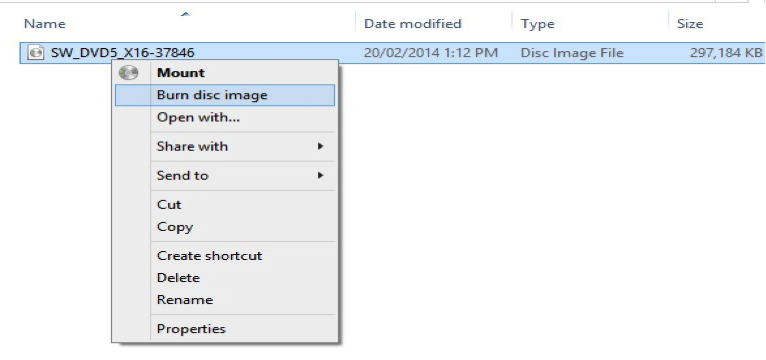 Name Date modified Type Size
SW_DVD5_X16-37846 20/02/2014 1:12 PM Disc Image File 297,184 KB
Mount
Burn disc image
Open with...
Share with
Send to
Cut
Copy
Create shortcut
Delete
Rename
Properties